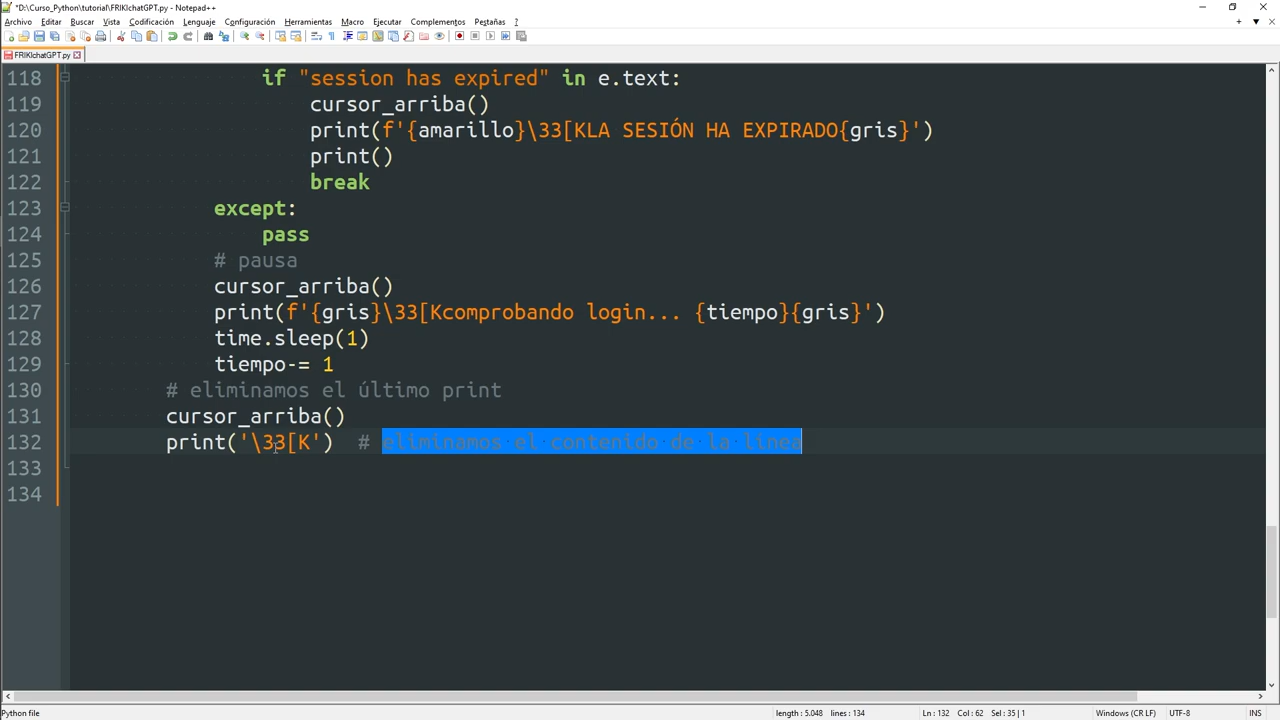 *D:\Curso_Python\tutorial\FRIKIchatGPT.py - Notepad++
Archivo Editar Buscar Vista Codificación Lenguaje Configuración Herramientas Macro Ejecutar Complementos Pestañas ?
FRIKIchatGPT.py
118 if "session has expired" in e.text:
119 cursor_arriba()
120 print(f'{amarillo}\33[KLA SESIÓN HA EXPIRADO{gris}')
121 print()
122 break
123 except:
124 pass
125 # pausa
126 cursor_arriba()
127 print(f'{gris}\33[Kcomprobando login... {tiempo}{gris}')
128 time.sleep(1)
129 tiempo-= 1
130 # eliminamos el último print
131 cursor_arriba()
132 print('\33[K') # eliminamos el contenido de la linea
133
134
Python file length : 5.048 lines : 134 Ln : 132 Col : 62 Sel : 35 | 1 Windows (CR LF) UTF-8 INS